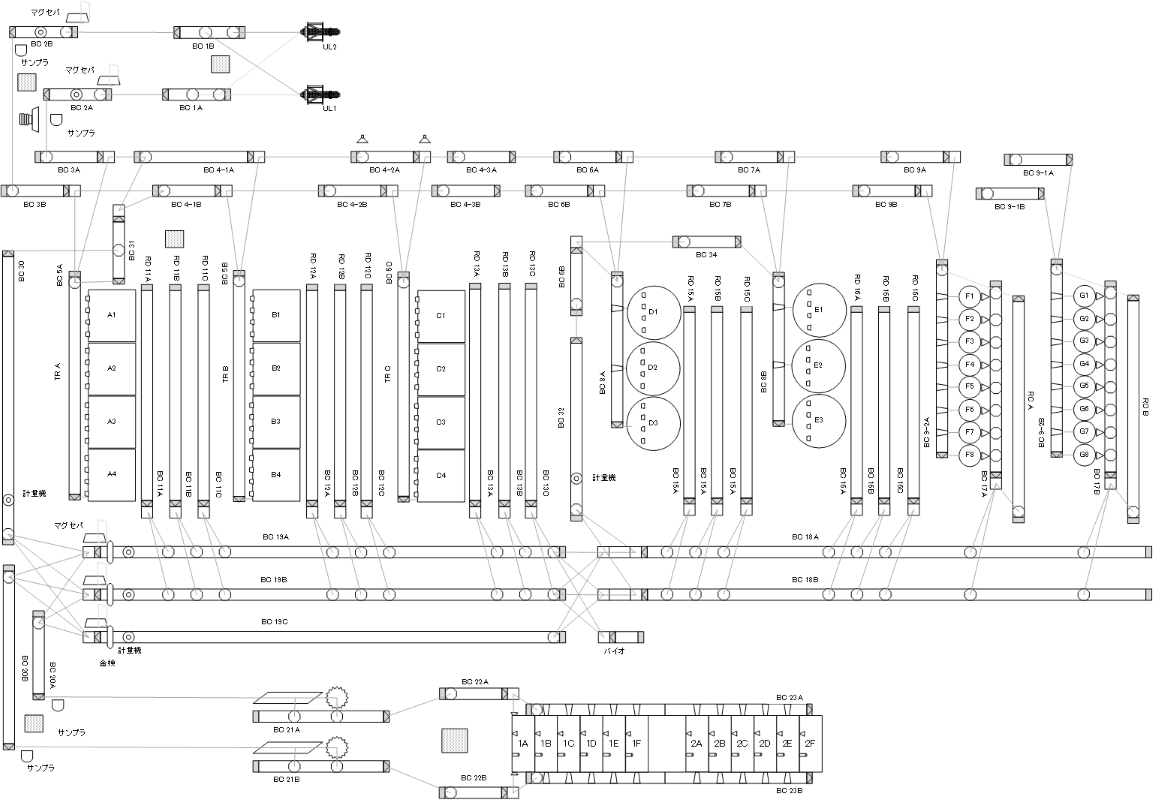 マグセパ
BC 2B
BC 1B
UL2
サンプラ
マグセパ
BC 2A
BC 1A
UL1
サンプラ
BC 3A
BC 4-1A
BC 4-2A
BC 4-3A
BC 6A
BC 7A
BC 9A
BC 9-1A
BC 3B
BC 4-1B
BC 4-2B
BC 4-3B
BC 6B
BC 7B
BC 9B
BC 9-1B
BC 30
BC 5A
BC 31
RD 11A
RD 11B
RD 11C
BC 5B
RD 12A
RD 12B
RD 12C
BC 5C
RD 13A
RD 13B
RD 13C
BC 34
RD 15A
RD 15B
RD 15C
BC 8B
RD 16A
RD 16B
RD 16C
TR A
A1
A2
A3
A4
TR B
B1
B2
B3
B4
TR C
C1
C2
C3
C4
BC 32
D1
D2
D3
E1
E2
E3
BC 9-2A
F1
F2
F3
F4
F5
F6
F7
F8
RC A
BC 9-2B
G1
G2
G3
G4
G5
G6
G7
G8
RC B
計量機
BC 11A
BC 11B
BC 11C
BC 12A
BC 12B
BC 12C
BC 13A
BC 13B
BC 13C
計量機
BC 15A
BC 15A
BC 15A
BC 16A
BC 16B
BC 16C
BC 17A
BC 17B
マグセパ
BC 19A
BC 18A
BC 19B
BC 18B
BC 19C
計量機
金検
バイオ
BC 20B
BC 20A
サンプラ
サンプラ
BC 21A
BC 21B
BC 22A
BC 22B
BC 23A
1A
1B
1C
1D
1E
1F
2A
2B
2C
2D
2E
2F
BC 23B